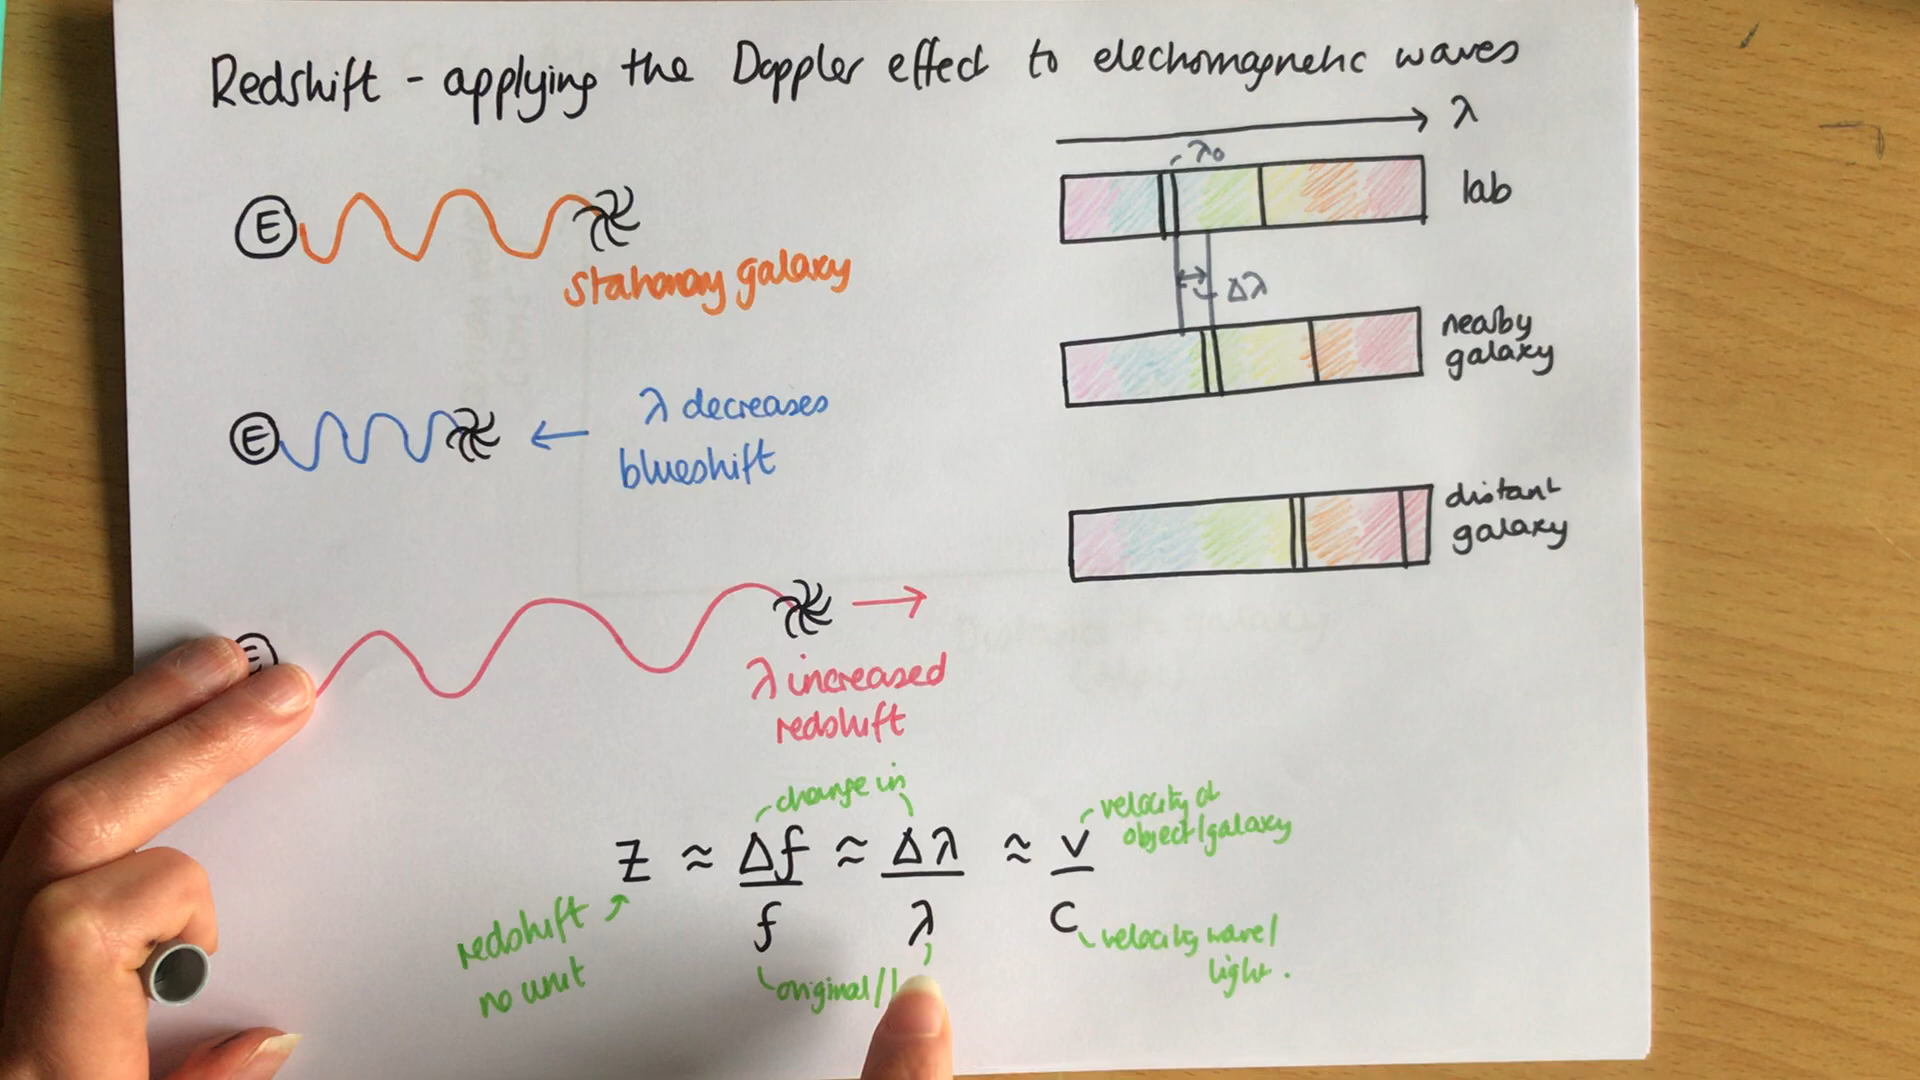 Redshift - applying the Doppler effect to electromagnetic waves
λ
λ₀
lab
E
stationary galaxy
Δλ
nearby
galaxy
E
λ decreases
blueshift
distant
galaxy
E
λ increased
redshift
change in
velocity of
object/galaxy
z ≈ Δf/f ≈ Δλ/λ ≈ v/c
redshift
no unit
original/
velocity wave/
light.